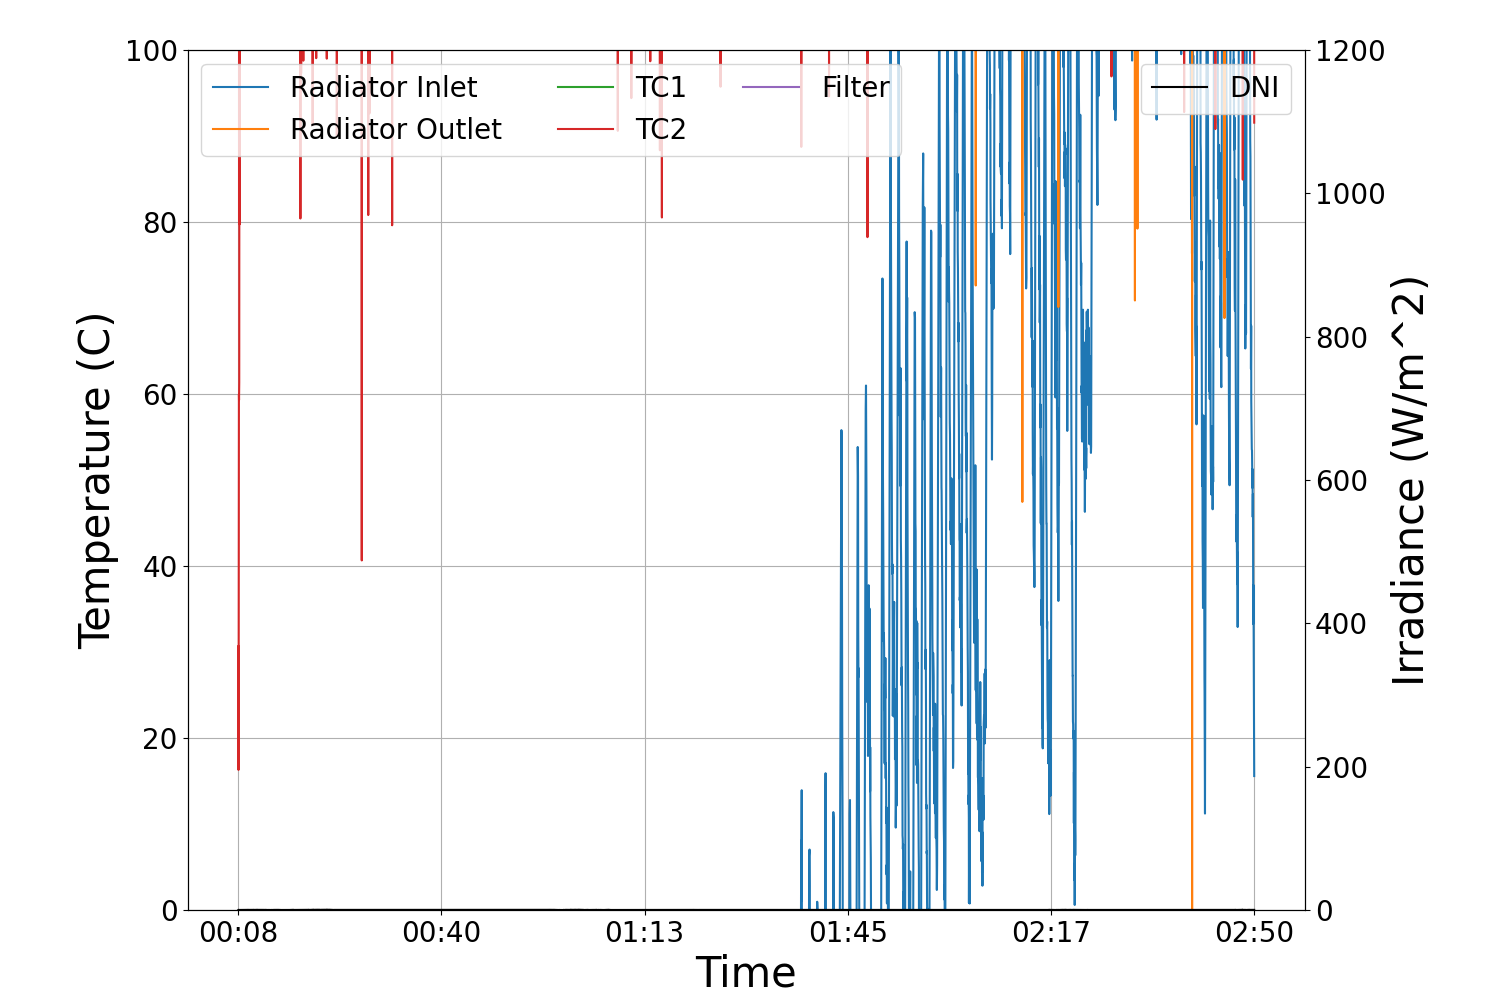 100
80
60
40
20
0
Temperature (C)
Radiator Inlet
Radiator Outlet
TC1
TC2
Filter
DNI
1200
1000
800
600
400
200
0
Irradiance (W/m^2)
00:08 00:40 01:13 01:45 02:17 02:50
Time